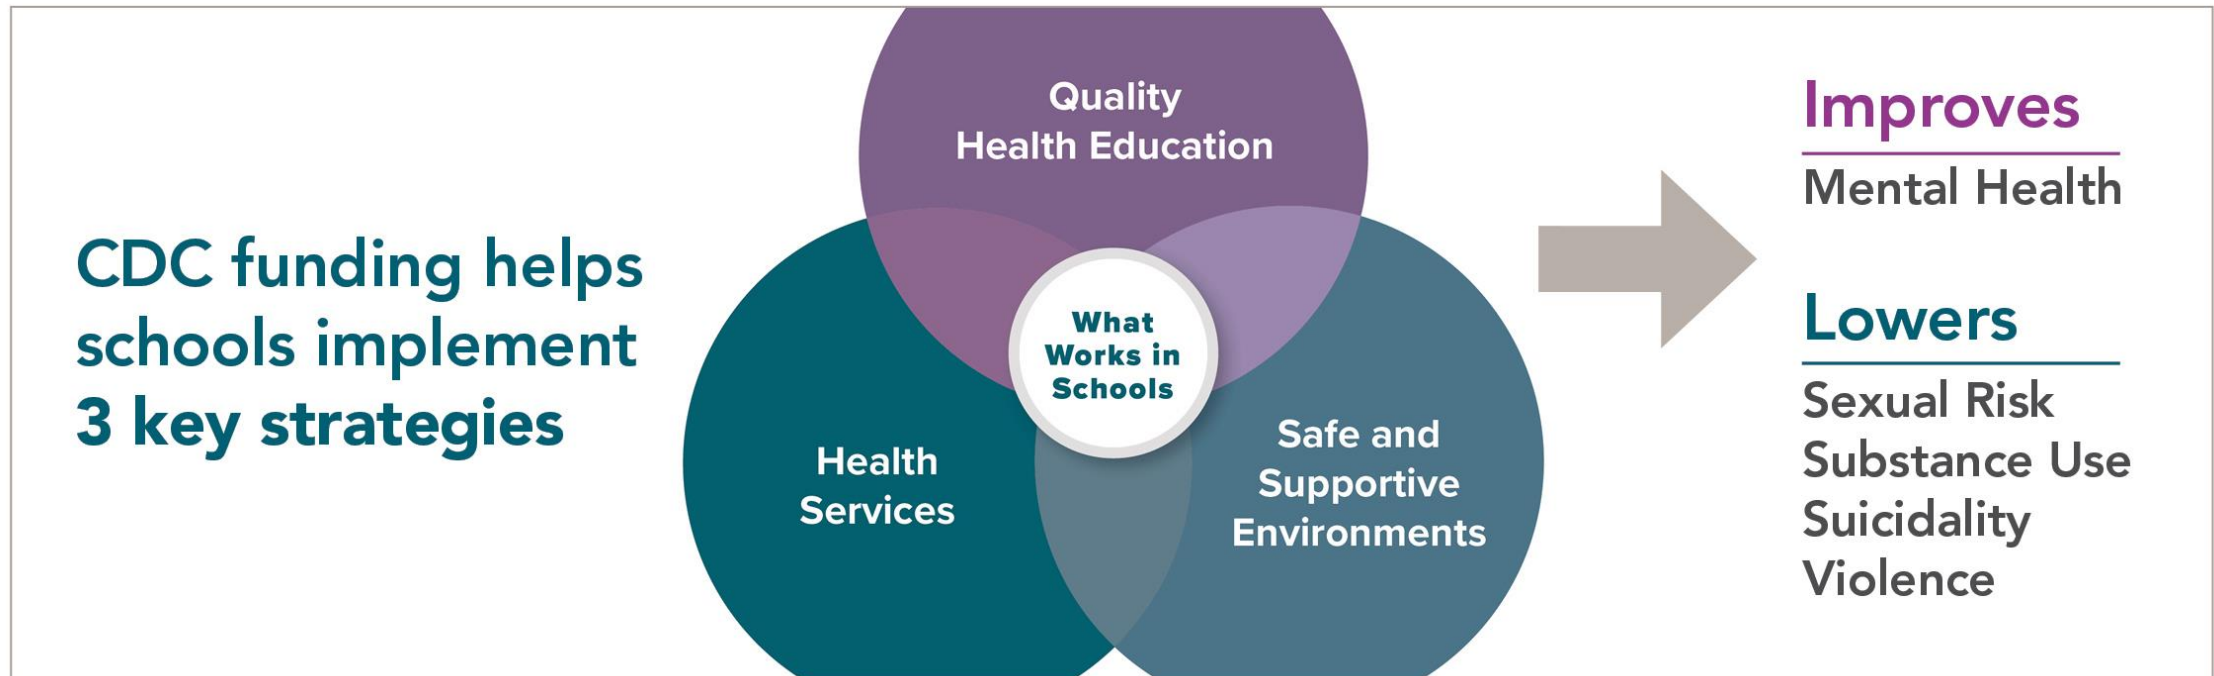 CDC funding helps
schools implement
3 key strategies
Quality
Health Education
What
Works in
Schools
Health
Services
Safe and
Supportive
Environments
Improves
Mental Health
Lowers
Sexual Risk
Substance Use
Suicidality
Violence